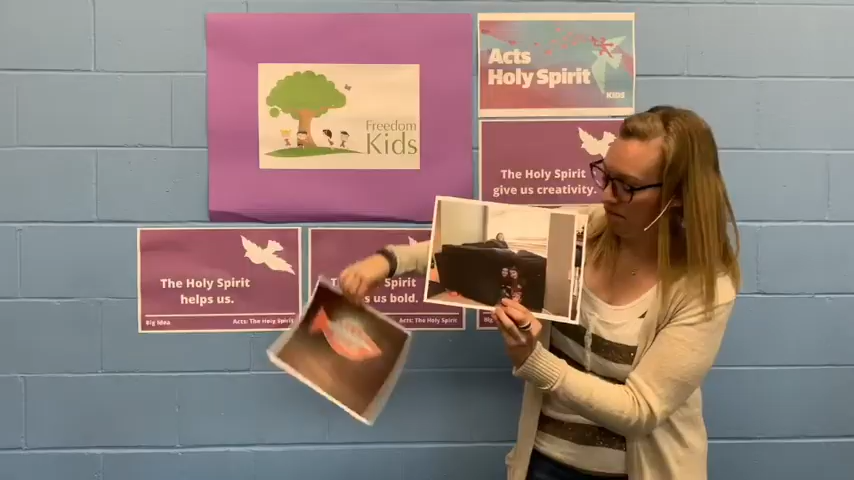 Acts
Holy Spirit
KIDS
Freedom
Kids
The Holy Spirit
give us creativity.
The Holy Spirit
helps us.
Big Idea
Acts: The Holy Spirit
Spirit
us bold.
Acts: The Holy Spirit